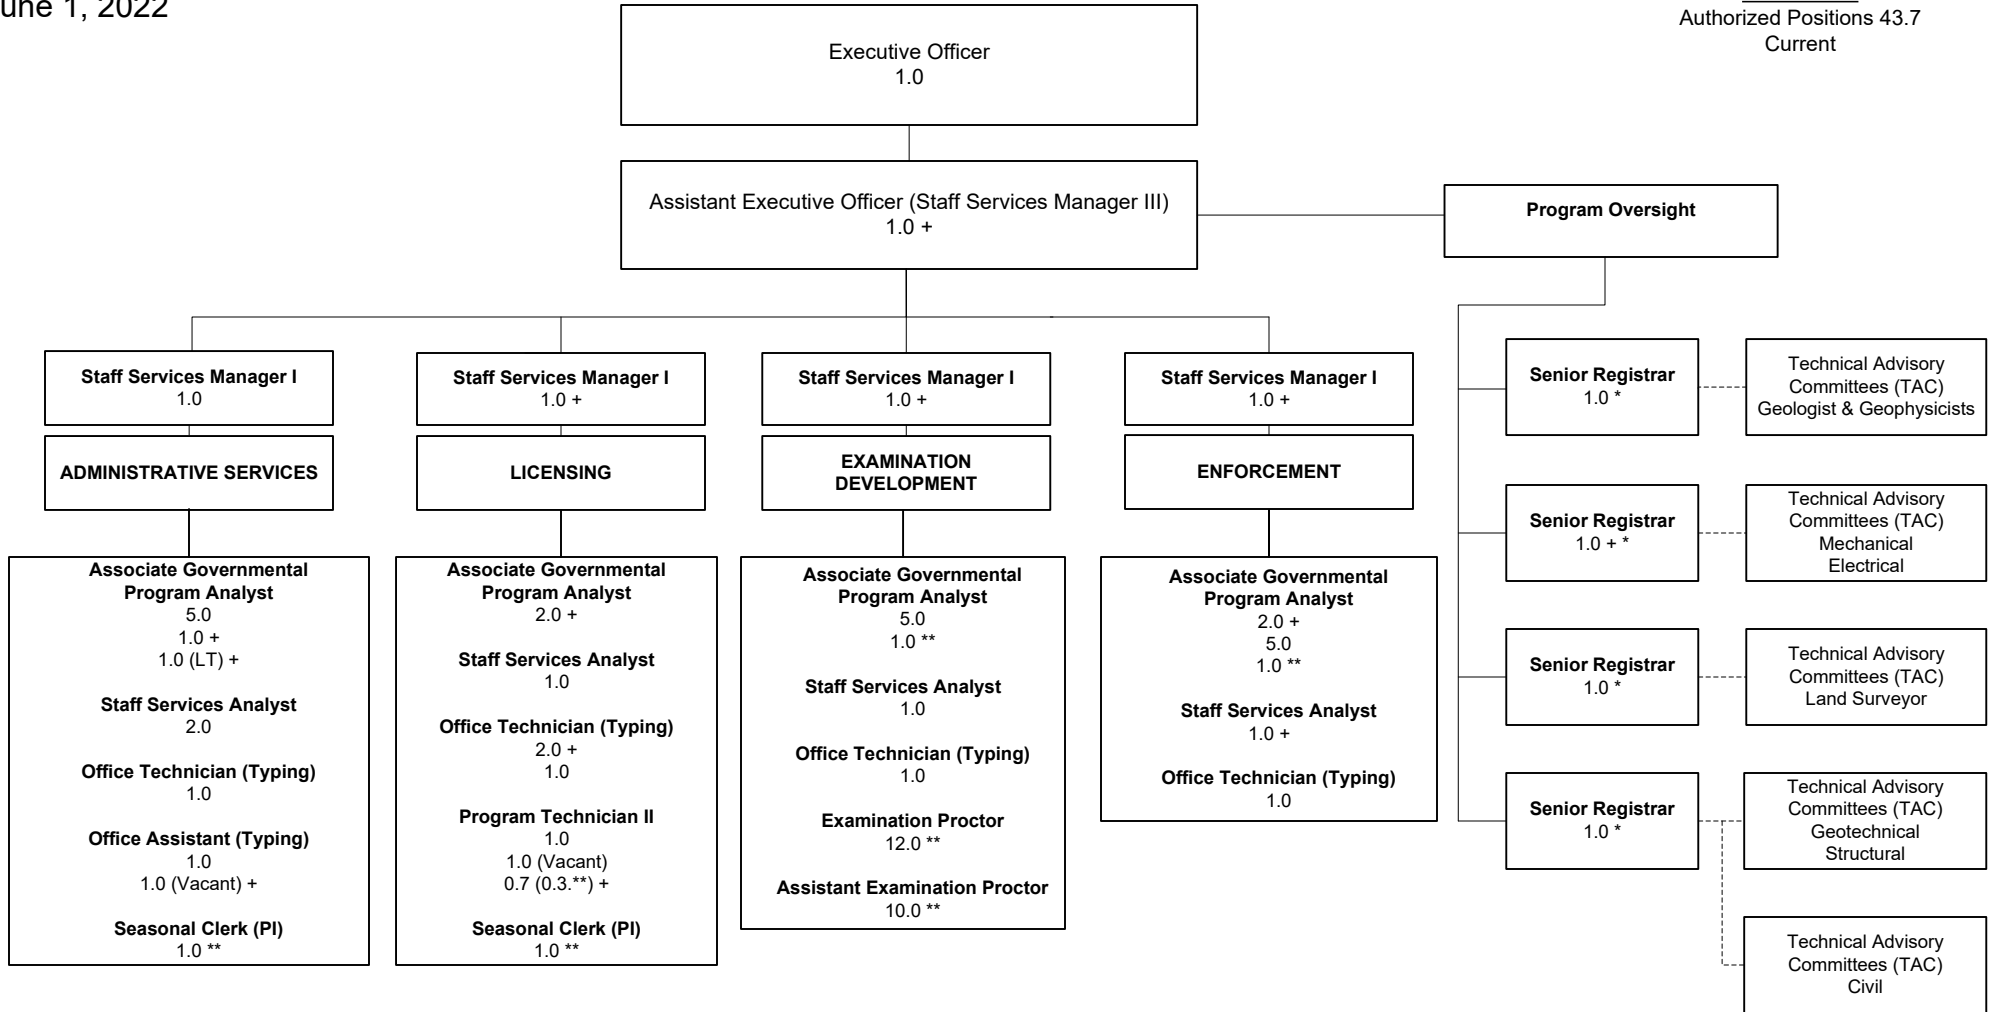 une 1, 2022
Authorized Positions 43.7
Current
Executive Officer
1.0
Assistant Executive Officer (Staff Services Manager III)
1.0 +
Program Oversight
Staff Services Manager I
1.0
ADMINISTRATIVE SERVICES
Associate Governmental
Program Analyst
5.0
1.0 +
1.0 (LT) +
Staff Services Analyst
2.0
Office Technician (Typing)
1.0
Office Assistant (Typing)
1.0
1.0 (Vacant) +
Seasonal Clerk (PI)
1.0 **
Staff Services Manager I
1.0 +
LICENSING
Associate Governmental
Program Analyst
2.0 +
Staff Services Analyst
1.0
Office Technician (Typing)
2.0 +
1.0
Program Technician II
1.0
1.0 (Vacant)
0.7 (0.3.**) +
Seasonal Clerk (PI)
1.0 **
Staff Services Manager I
1.0 +
EXAMINATION
DEVELOPMENT
Associate Governmental
Program Analyst
5.0
1.0 **
Staff Services Analyst
1.0
Office Technician (Typing)
1.0
Examination Proctor
12.0 **
Assistant Examination Proctor
10.0 **
Staff Services Manager I
1.0 +
ENFORCEMENT
Associate Governmental
Program Analyst
2.0 +
5.0
1.0 **
Staff Services Analyst
1.0 +
Office Technician (Typing)
1.0
Senior Registrar
1.0 *
Technical Advisory
Committees (TAC)
Geologist & Geophysicists
Senior Registrar
1.0 + *
Technical Advisory
Committees (TAC)
Mechanical
Electrical
Senior Registrar
1.0 *
Technical Advisory
Committees (TAC)
Land Surveyor
Senior Registrar
1.0 *
Technical Advisory
Committees (TAC)
Geotechnical
Structural
Technical Advisory
Committees (TAC)
Civil